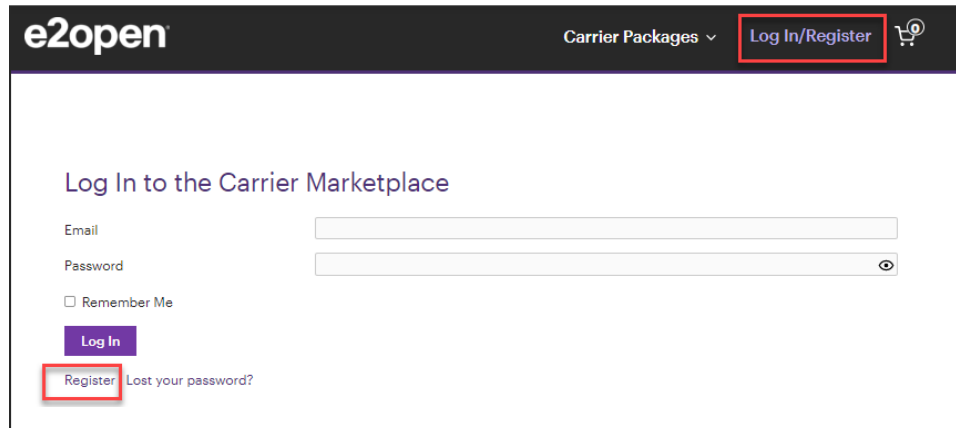 e2open
Carrier Packages
Log In/Register
0
Log In to the Carrier Marketplace
Email
Password
Remember Me
Log In
Register Lost your password?